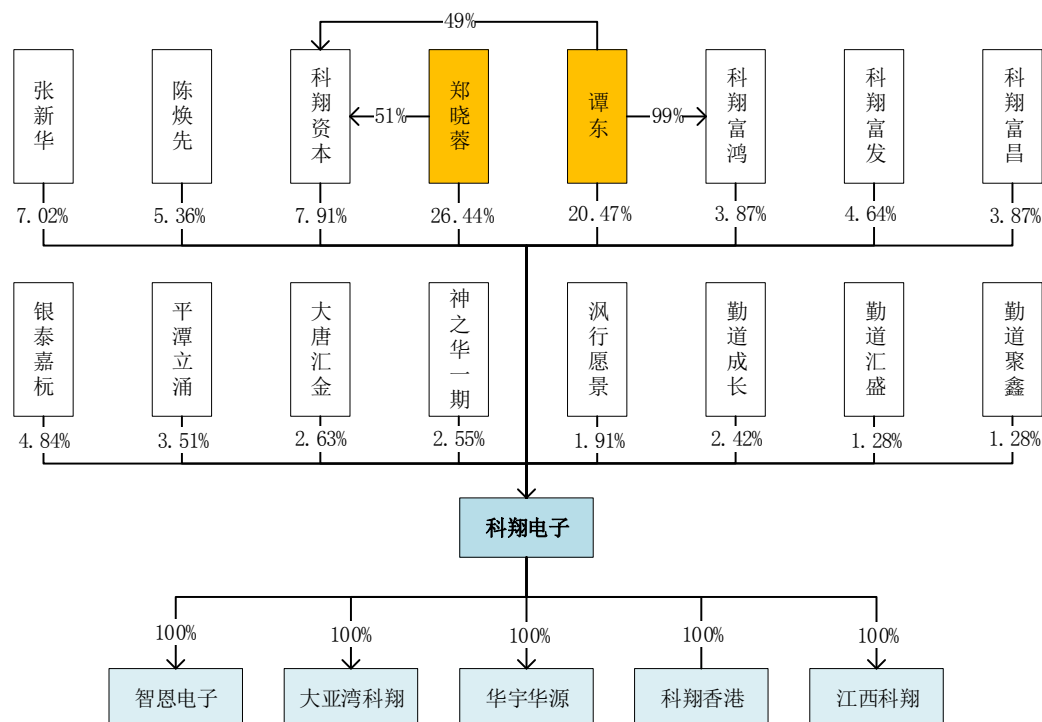 49%
张新华
陈焕先
科翔资本
51%
郑晓蓉
谭东
99%
科翔富鸿
科翔富发
科翔富昌
7.02%
5.36%
7.91%
26.44%
20.47%
3.87%
4.64%
3.87%
银泰嘉杬
平潭立涌
大唐汇金
神之华一期
沨行愿景
勤道成长
勤道汇盛
勤道聚鑫
4.84%
3.51%
2.63%
2.55%
1.91%
2.42%
1.28%
1.28%
科翔电子
100%
100%
100%
100%
100%
智恩电子
大亚湾科翔
华宇华源
科翔香港
江西科翔